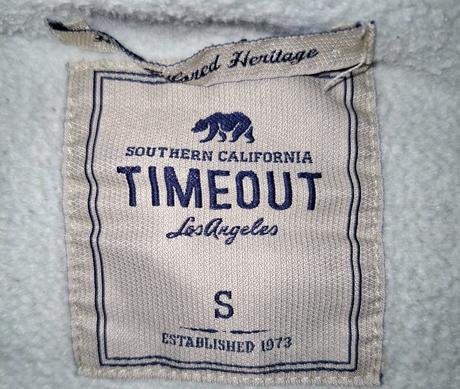 Heritage
SOUTHERN CALIFORNIA
TIMEOUT
Los Angeles
S
ESTABLISHED 1973